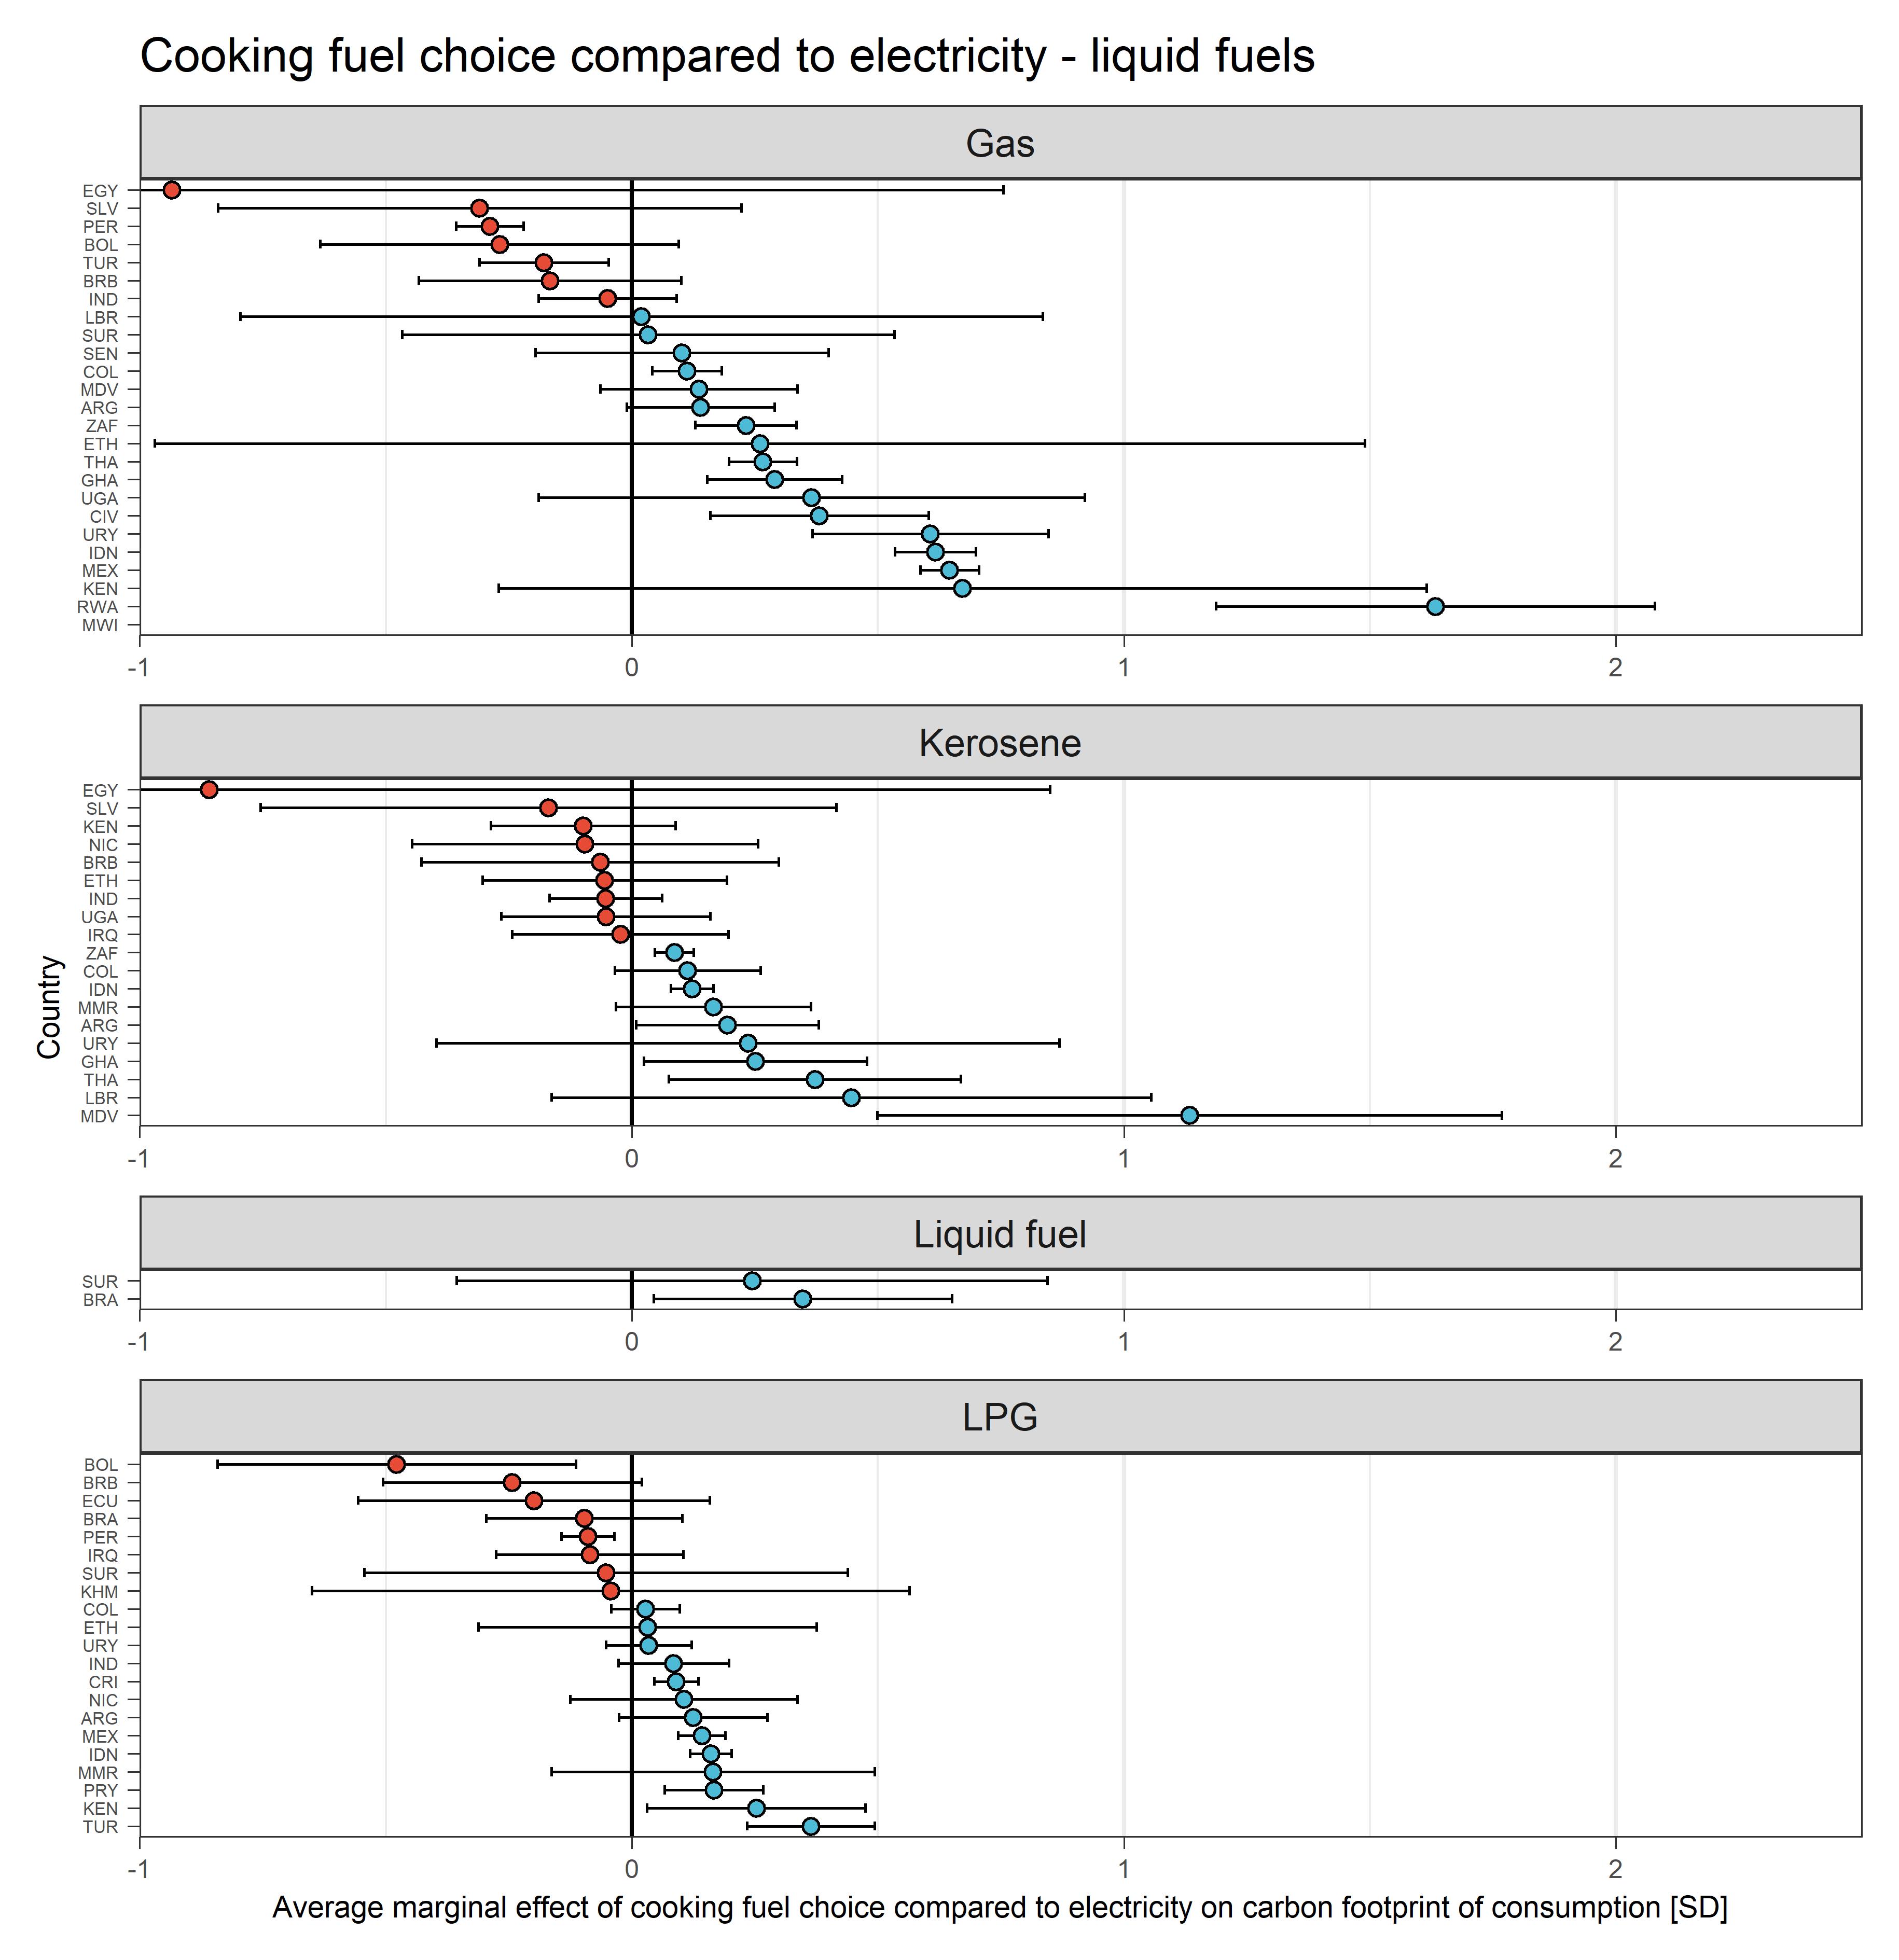 Cooking fuel choice compared to electricity - liquid fuels
Gas
EGY
SLV
PER
BOL
TUR
BRB
IND
LBR
SUR
SEN
COL
MDV
ARG
ZAF
ETH
THA
GHA
UGA
CIV
URY
IDN
MEX
KEN
RWA
MWI
-1 0 1 2
Kerosene
EGY
SLV
KEN
NIC
BRB
ETH
IND
UGA
IRQ
ZAF
COL
IDN
MMR
ARG
URY
GHA
THA
LBR
MDV
-1 0 1 2
Country
Liquid fuel
SUR
BRA
-1 0 1 2
LPG
BOL
BRB
ECU
BRA
PER
IRQ
SUR
KHM
COL
ETH
URY
IND
CRI
NIC
ARG
MEX
IDN
MMR
PRY
KEN
TUR
-1 0 1 2
Average marginal effect of cooking fuel choice compared to electricity on carbon footprint of consumption [SD]